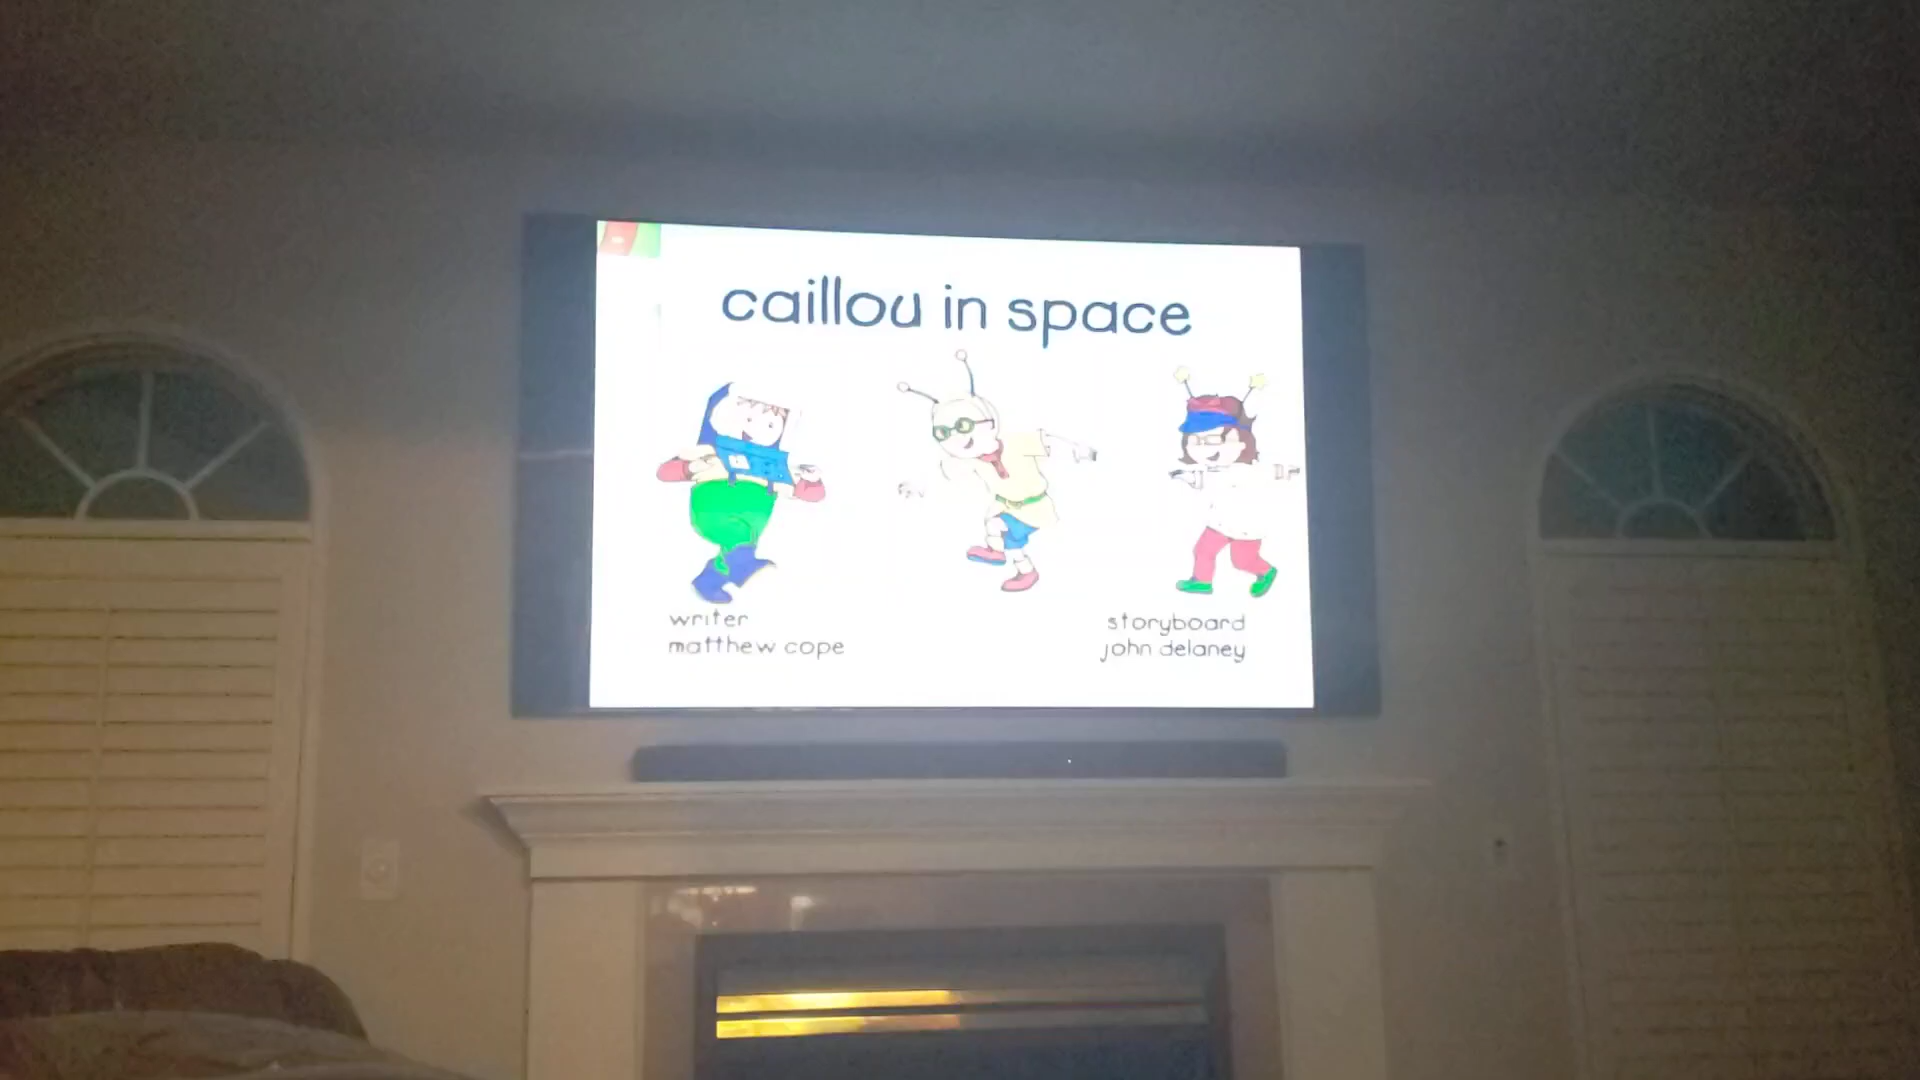 caillou in space
writer
matthew cope
storyboard
john delaney